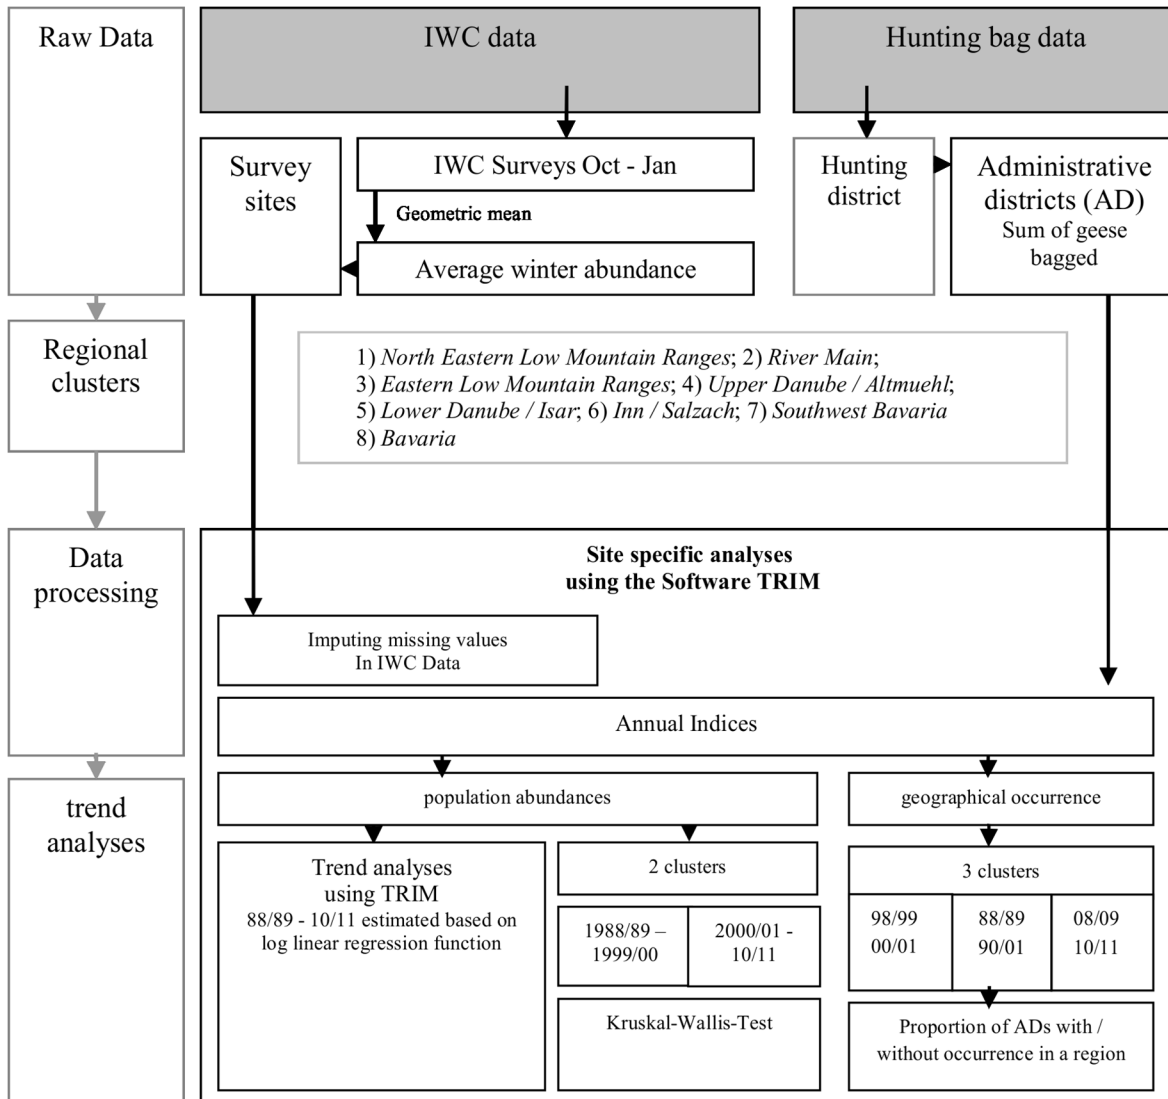 Raw Data
IWC data
Hunting bag data
Survey
sites
IWC Surveys Oct - Jan
Geometric mean
Average winter abundance
Hunting
district
Administrative
districts (AD)
Sum of geese
bagged
Regional
clusters
1) North Eastern Low Mountain Ranges; 2) River Main;
3) Eastern Low Mountain Ranges; 4) Upper Danube / Altmuehl;
5) Lower Danube / Isar; 6) Inn / Salzach; 7) Southwest Bavaria
8) Bavaria
Data
processing
Site specific analyses
using the Software TRIM
Imputing missing values
In IWC Data
Annual Indices
trend
analyses
population abundances
geographical occurrence
Trend analyses
using TRIM
88/89 - 10/11 estimated based on
log linear regression function
2 clusters
1988/89 –
1999/00
2000/01 -
10/11
Kruskal-Wallis-Test
3 clusters
98/99
00/01
88/89
90/01
08/09
10/11
Proportion of ADs with /
without occurrence in a region